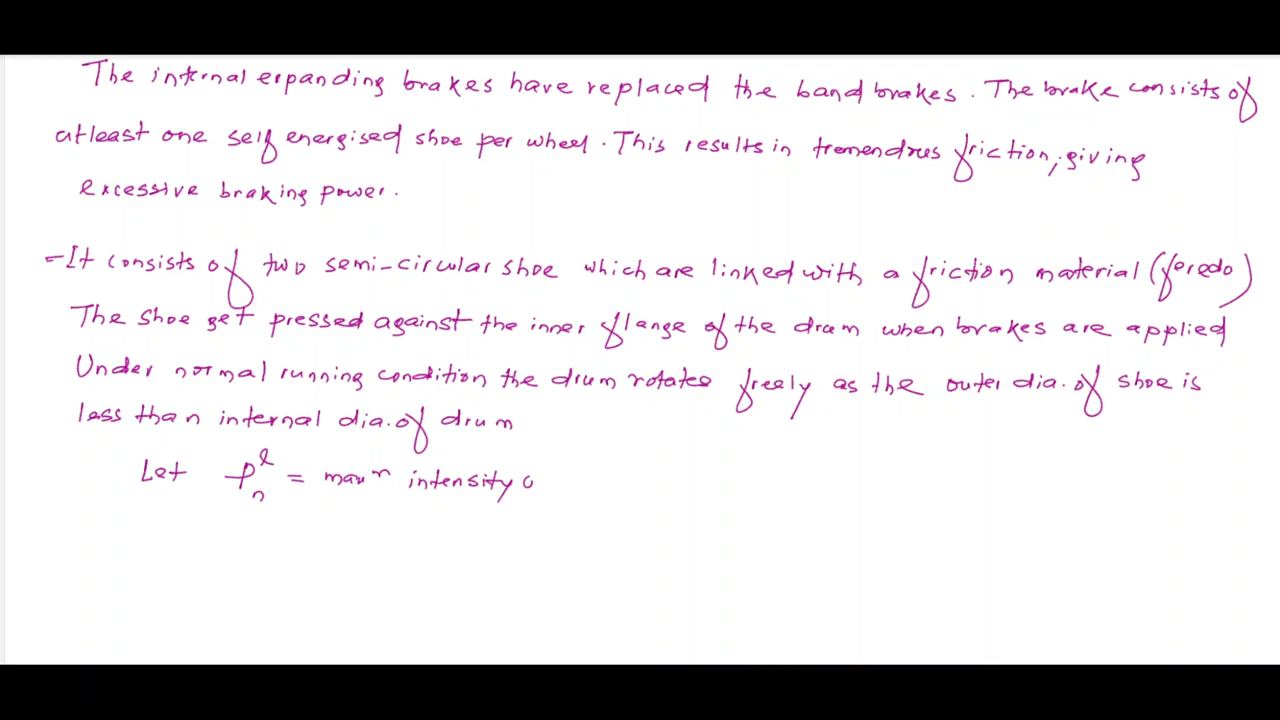 The internal expanding brakes have replaced the band brakes. The brake consists of
atleast one self energised shoe per wheel. This results in tremendous friction, giving
excessive braking power.
- It consists of two semi-circular shoe which are linked with a friction material (feredo)
The shoe get pressed against the inner flange of the drum when brakes are applied
Under normal running condition the drum rotates freely as the outer dia. of shoe is
less than internal dia. of drum
Let p^l_n = max^m intensity o